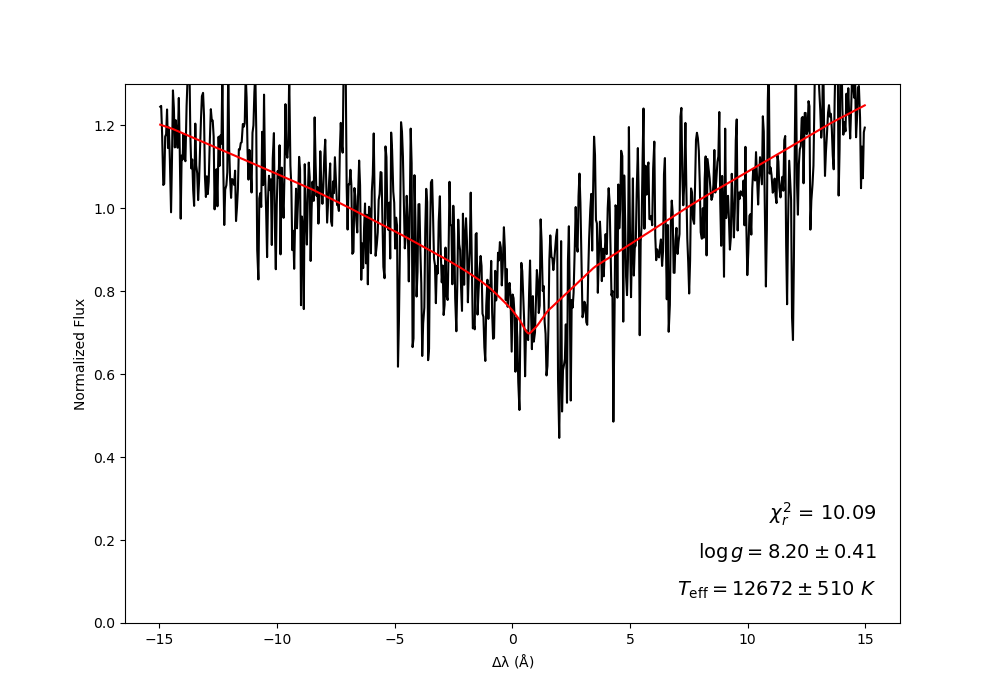 1.2
1.0
0.8
0.6
0.4
0.2
0.0
Normalized Flux
χ²ᵣ = 10.09
log g = 8.20 ± 0.41
T_eff = 12672 ± 510 K
−15 −10 −5 0 5 10 15
Δλ (Å)